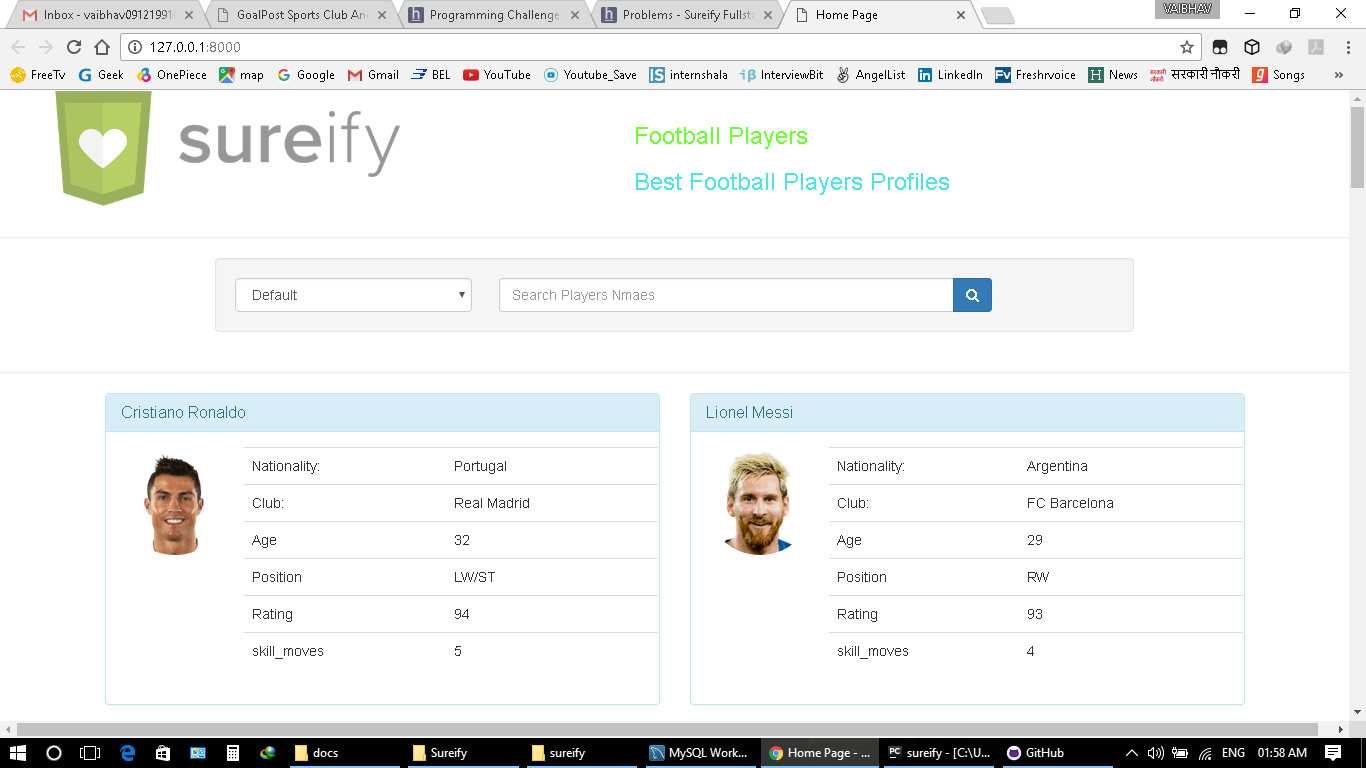 Inbox - vaibhav09121991
GoalPost Sports Club An
Programming Challenge
Problems - Sureify Fullsta
Home Page
VAIBHAV
127.0.0.1:8000
FreeTv
Geek
OnePiece
map
Google
Gmail
BEL
YouTube
Youtube_Save
internshala
InterviewBit
AngelList
LinkedIn
Freshrvoice
News
सरकारी नौकरी
Songs
sureify
Football Players
Best Football Players Profiles
Default
Search Players Nmaes
Cristiano Ronaldo
Nationality: Portugal
Club: Real Madrid
Age 32
Position LW/ST
Rating 94
skill_moves 5
Lionel Messi
Nationality: Argentina
Club: FC Barcelona
Age 29
Position RW
Rating 93
skill_moves 4
docs
Sureify
sureify
MySQL Work...
Home Page - ...
sureify - [C:\U...
GitHub
ENG
01:58 AM